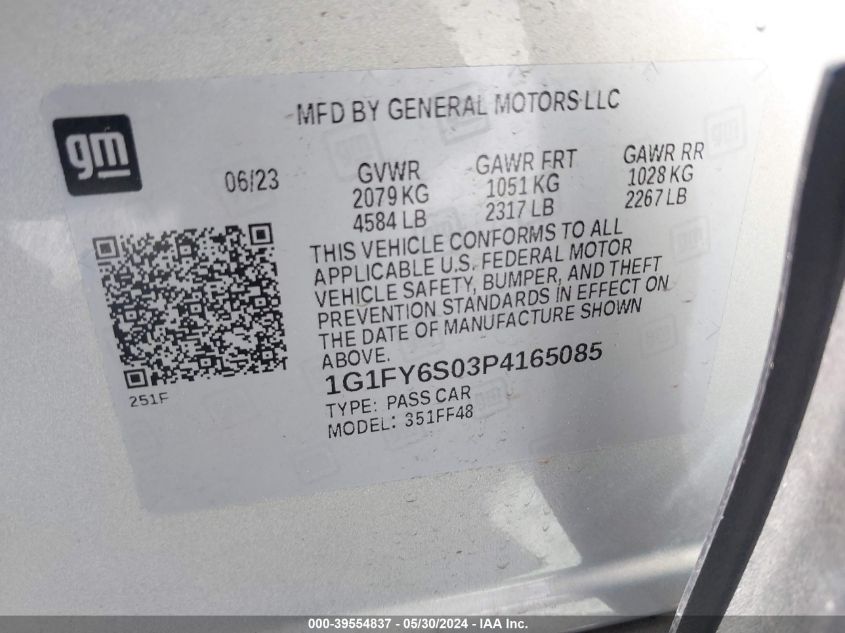 MFD BY GENERAL MOTORS LLC
gm
06/23
GVWR GAWR FRT GAWR RR
2079 KG 1051 KG 1028 KG
4584 LB 2317 LB 2267 LB
THIS VEHICLE CONFORMS TO ALL
APPLICABLE U.S. FEDERAL MOTOR
VEHICLE SAFETY, BUMPER, AND THEFT
PREVENTION STANDARDS IN EFFECT ON
THE DATE OF MANUFACTURE SHOWN
ABOVE.
1G1FY6S03P4165085
TYPE: PASS CAR
MODEL: 351FF48
251F
000-39554837 - 05/30/2024 - IAA Inc.